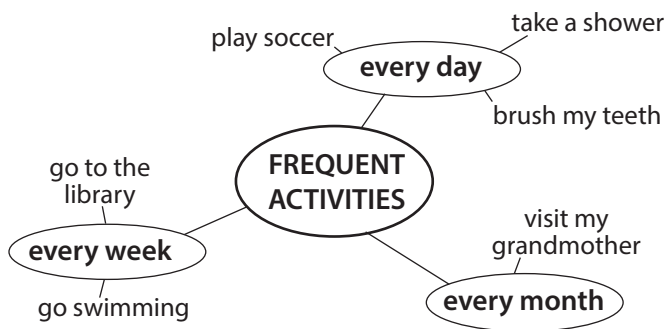 play soccer
take a shower
every day
brush my teeth
FREQUENT
ACTIVITIES
go to the
library
every week
go swimming
visit my
grandmother
every month